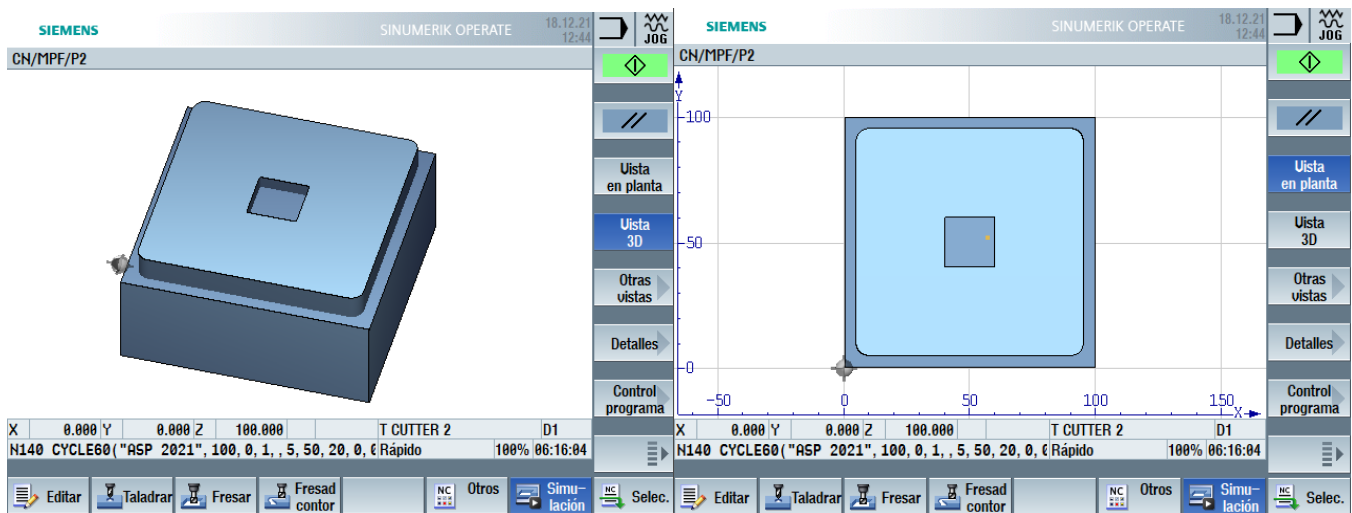 SIEMENS
SINUMERIK OPERATE
18.12.21
12:44
JOG
CN/MPF/P2
Vista
en planta
Vista
3D
Otras
vistas
Detalles
Control
programa
X 0.000 Y 0.000 Z 100.000 T CUTTER 2 D1
N140 CYCLE60("ASP 2021",100,0,1,,5,50,20,0, Rápido 100% 06:16:04
Editar
Taladrar
Fresar
Fresad
contor
NC
Otros
Simu-
lación
NC
Selec.
SIEMENS
SINUMERIK OPERATE
18.12.21
12:44
JOG
CN/MPF/P2
Y
100
50
0
-50
0
50
100
150
X
Vista
en planta
Vista
3D
Otras
vistas
Detalles
Control
programa
X 0.000 Y 0.000 Z 100.000 T CUTTER 2 D1
N140 CYCLE60("ASP 2021",100,0,1,,5,50,20,0, Rápido 100% 06:16:04
Editar
Taladrar
Fresar
Fresad
contor
NC
Otros
Simu-
lación
NC
Selec.